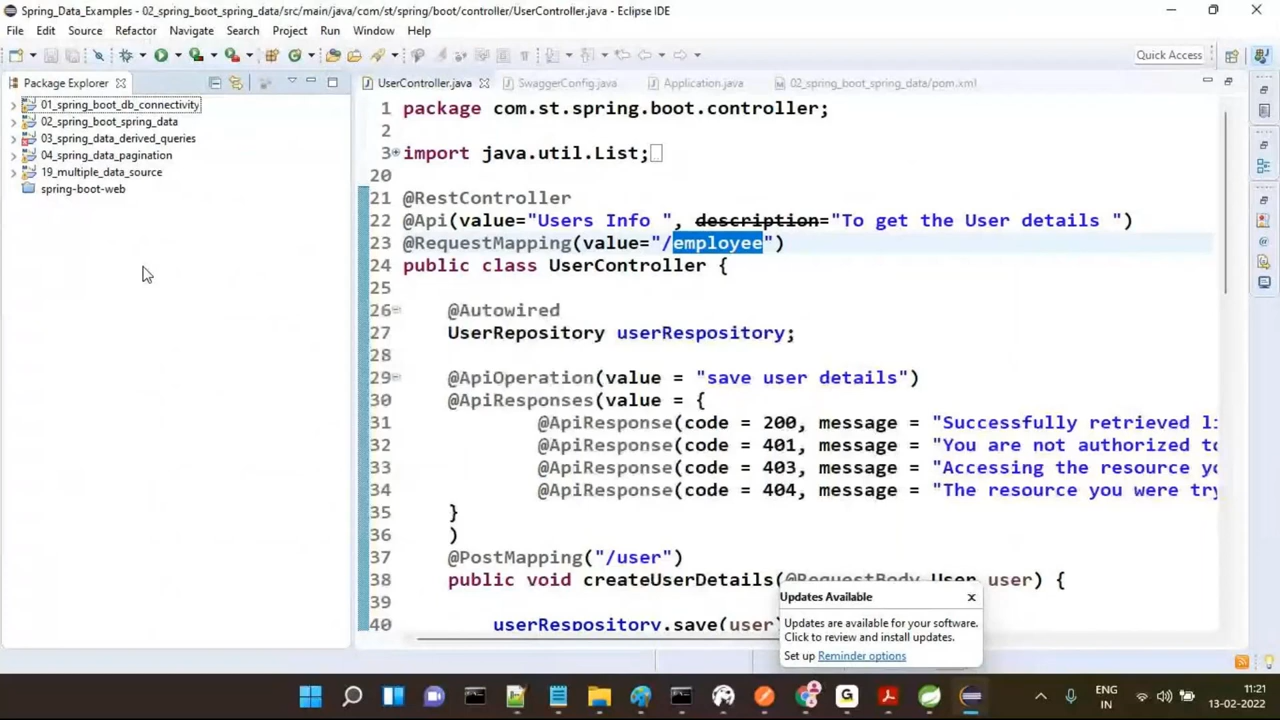 Spring_Data_Examples - 02_spring_boot_spring_data/src/main/java/com/st/spring/boot/controller/UserController.java - Eclipse IDE
File Edit Source Refactor Navigate Search Project Run Window Help
Quick Access
Package Explorer
01_spring_boot_db_connectivity
02_spring_boot_spring_data
03_spring_data_derived_queries
04_spring_data_pagination
19_multiple_data_source
spring-boot-web
UserController.java SwaggerConfig.java Application.java 02_spring_boot_spring_data/pom.xml
1 package com.st.spring.boot.controller;
2
3 import java.util.List;
20
21 @RestController
22 @Api(value="Users Info ", description="To get the User details ")
23 @RequestMapping(value="/employee")
24 public class UserController {
25
26 @Autowired
27 UserRepository userRespository;
28
29 @ApiOperation(value = "save user details")
30 @ApiResponses(value = {
31 @ApiResponse(code = 200, message = "Successfully retrieved li
32 @ApiResponse(code = 401, message = "You are not authorized to
33 @ApiResponse(code = 403, message = "Accessing the resource yo
34 @ApiResponse(code = 404, message = "The resource you were try
35 }
36 )
37 @PostMapping("/user")
38 public void createUserDetails(@RequestBody User user) {
39
40 userRespository.save(user)
Updates Available
Updates are available for your software.
Click to review and install updates.
Set up Reminder options
ENG
IN
11:21
13-02-2022